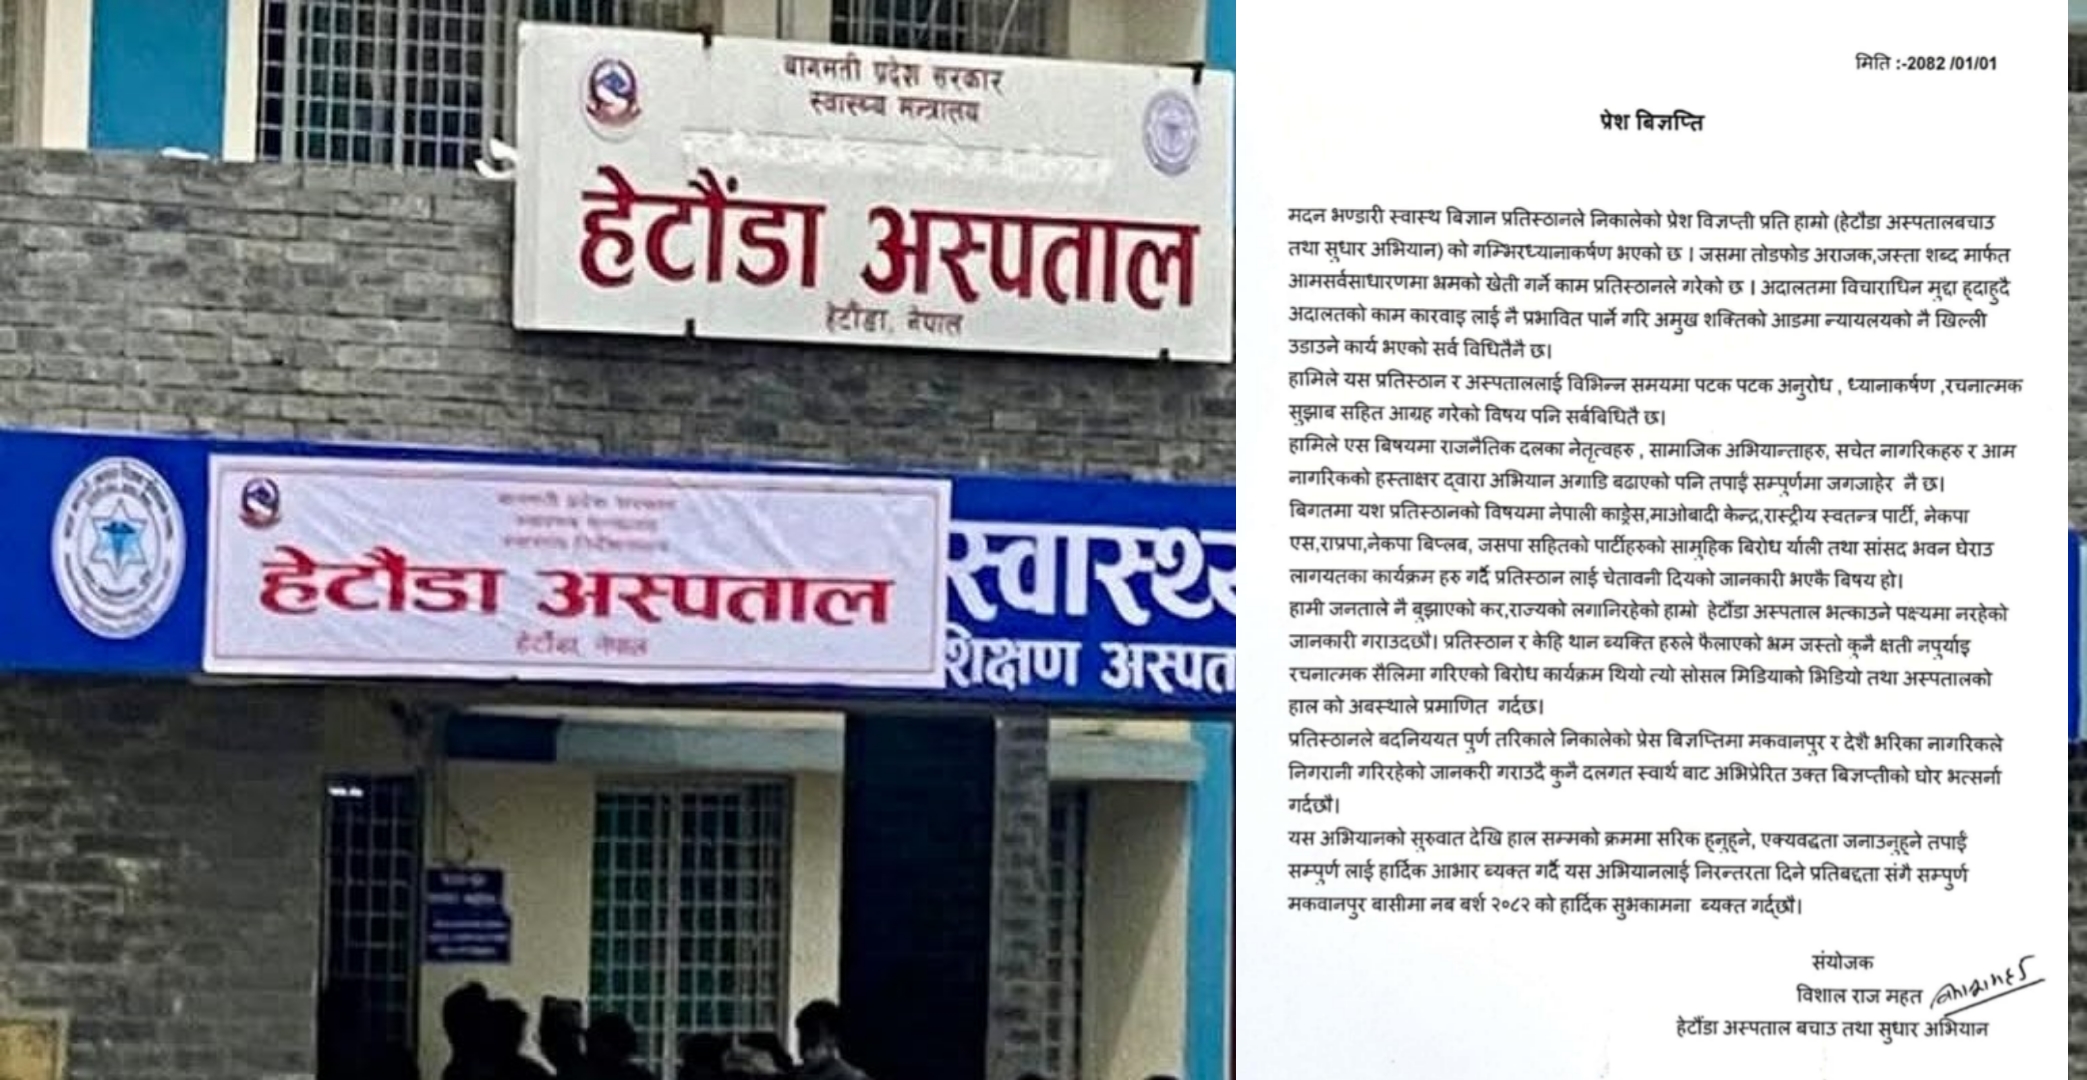 बागमती प्रदेश सरकार
स्वास्थ्य मन्त्रालय
हेटौंडा अस्पताल
हेटौंडा, नेपाल
बागमती प्रदेश सरकार
हेटौंडा अस्पताल
हेटौंडा, नेपाल
स्वास्थ्य
शिक्षण अस्पत
मिति :-2082 /01/01
प्रेश बिज्ञप्ति
मदन भण्डारी स्वास्थ बिज्ञान प्रतिस्ठानले निकालेको प्रेश विज्ञप्ती प्रति हामो (हेटौडा अस्पतालबचाउ
तथा सुधार अभियान) को गम्भिरध्यानाकर्षण भएको छ । जसमा तोडफोड अराजक,जस्ता शब्द मार्फत
आमसर्वसाधारणमा भ्रमको खेती गर्ने काम प्रतिस्ठानले गरेको छ । अदालतमा विचाराधिन मुद्दा हूदाहुदै
अदालतको काम कारवाइ लाई नै प्रभावित पार्ने गरि अमुख शक्तिको आडमा न्यायलयको नै खिल्ली
उडाउने कार्य भएको सर्व विधितैनै छ।
हामिले यस प्रतिस्ठान र अस्पताललाई विभिन्न समयमा पटक पटक अनुरोध , ध्यानाकर्षण ,रचनात्मक
सुझाब सहित आग्रह गरेको विषय पनि सर्बबिधितै छ।
हामिले एस बिषयमा राजनैतिक दलका नेतृत्वहरु , सामाजिक अभियान्ताहरु, सचेत नागरिकहरु र आम
नागरिकको हस्ताक्षर द्वारा अभियान अगाडि बढाएको पनि तपाईं सम्पूर्णमा जगजाहेर नै छ।
बिगतमा यश प्रतिस्ठानको विषयमा नेपाली काङ्रेस,माओबादी केन्द्र,रास्ट्रीय स्वतन्त्र पार्टी, नेकपा
एस,राप्रपा,नेकपा बिप्लब, जसपा सहितको पार्टीहरुको सामूहिक बिरोध र्याली तथा सांसद भवन घेराउ
लागयतका कार्यक्रम हरु गर्दै प्रतिस्ठान लाई चेतावनी दियको जानकारी भएकै बिषय हो।
हामी जनताले नै बूझाएको कर,राज्यको लगानिरहेको हाम्रो हेटौंडा अस्पताल भत्काउने पक्ष्यमा नरहेको
जानकारी गराउदछौ। प्रतिस्ठान र केहि थान ब्यक्ति हरुले फैलाएको भ्रम जस्तो कूनै क्षती नपुर्याइ
रचनात्मक सैलिमा गरिएको बिरोध कार्यक्रम थियो त्यो सोसल मिडियाको भिडियो तथा अस्पतालको
हाल को अबस्थाले प्रमाणित गर्दछ।
प्रतिस्ठानले बदनिययत पूर्ण तरिकाले निकालेको प्रेस बिज्ञप्तिमा मकवानपूर र देशै भरिका नागरिकले
निगरानी गरिरहेको जानकरी गराउदै कुनै दलगत स्वार्थ बाट अभिप्रेरित उक्त बिज्ञप्तीको घोर भत्सर्ना
गर्दछौ।
यस अभियानको सूरुवात देखि हाल सम्मको क्रममा सरिक हूनूहूने, एक्यवद्धता जनाउनूहूने तपाईं
सम्पूर्ण लाई हार्दिक आभार ब्यक्त गर्दै यस अभियानलाई निरन्तरता दिने प्रतिबद्दता संगै सम्पूर्ण
मकवानपूर बासीमा नब बर्श २०८२ को हार्दिक सुभकामना ब्यक्त गर्द्छौ।
संयोजक
विशाल राज महत
हेटौंडा अस्पताल बचाउ तथा सुधार अभियान